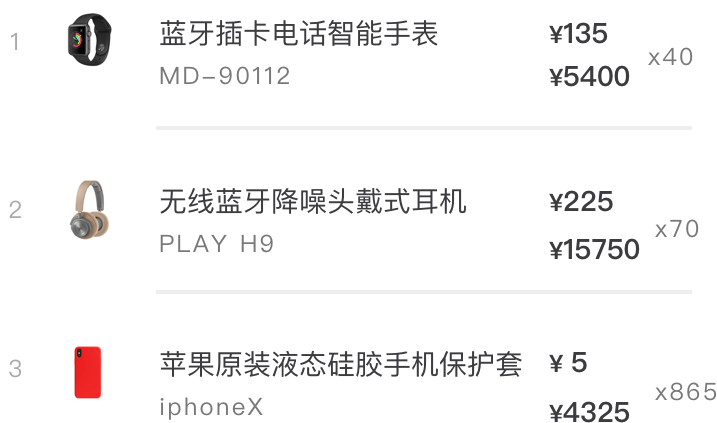 1
蓝牙插卡电话智能手表
¥135
MD-90112
¥5400
x40
2
无线蓝牙降噪头戴式耳机
¥225
PLAY H9
¥15750
x70
3
苹果原装液态硅胶手机保护套
¥ 5
iphoneX
¥4325
x865